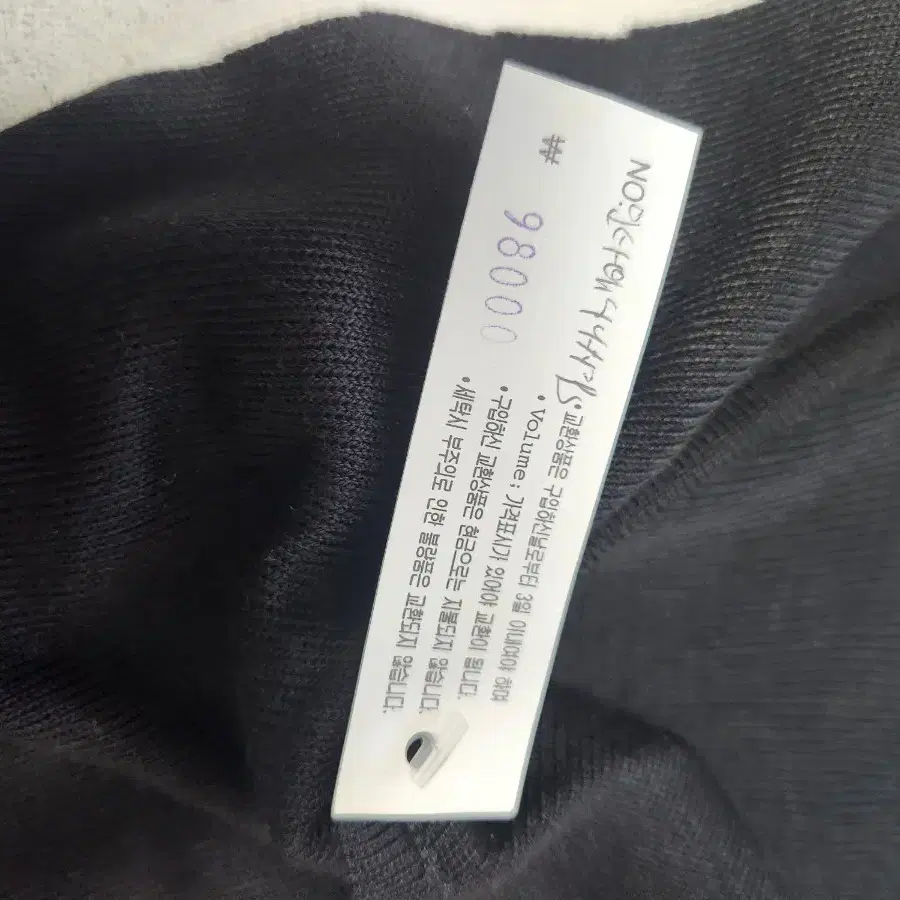 NO.
₩ 98000
• 교환상품은 구입하신날로부터 3일 이내여야 하며
• Volume ; 가격표시가 있어야 교환이 됩니다.
• 구입하신 교환상품은 현금으로는 지불되지 않습니다.
• 세탁시 부주의로 인한 불량품은 교환되지 않습니다.